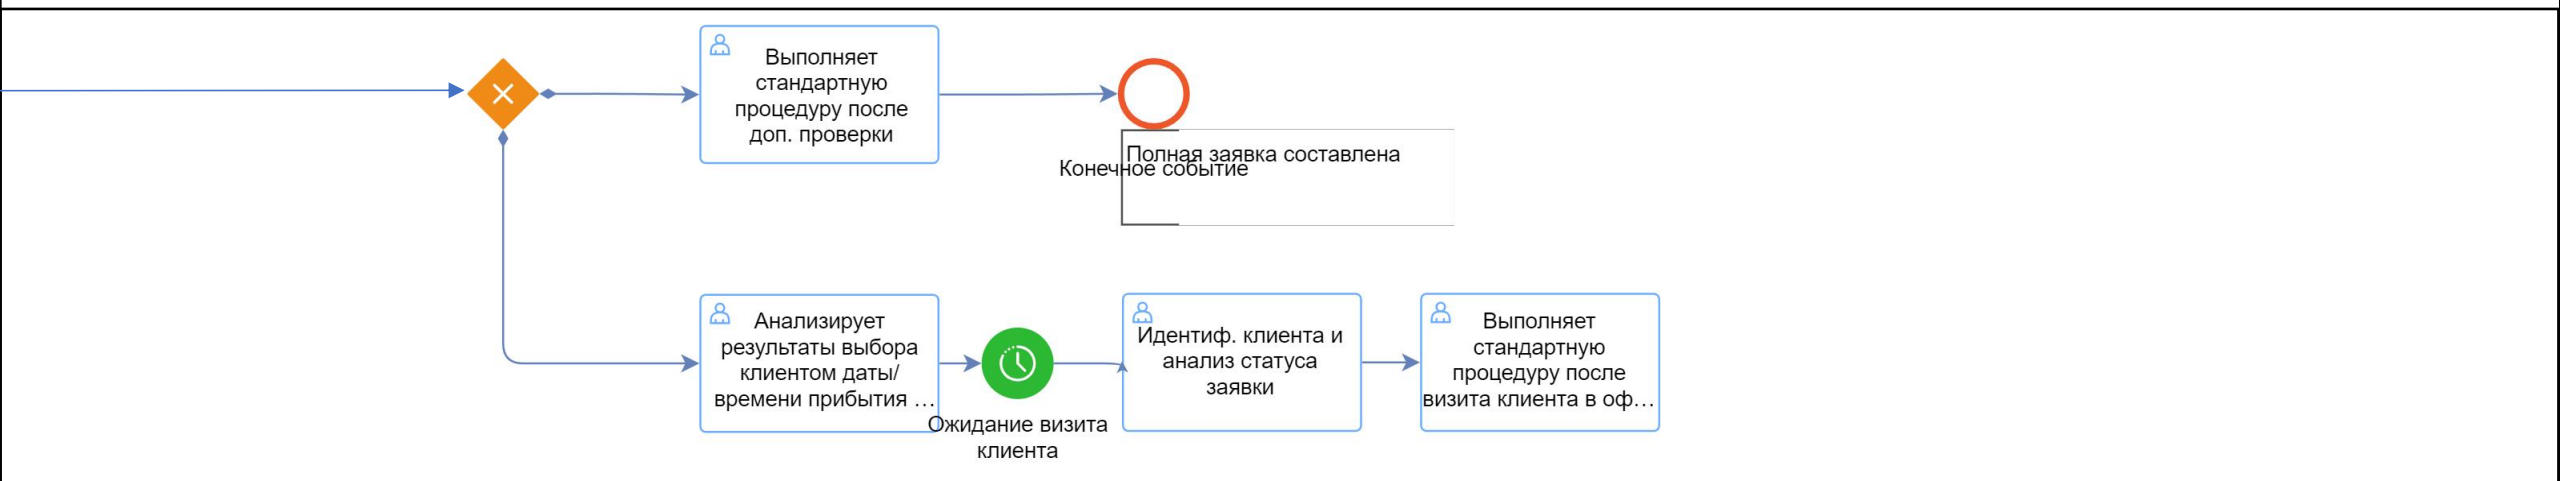 Выполняет
стандартную
процедуру после
доп. проверки
Полная заявка составлена
Конечное событие
Анализирует
результаты выбора
клиентом даты/
времени прибытия …
Ожидание визита
клиента
Идентиф. клиента и
анализ статуса
заявки
Выполняет
стандартную
процедуру после
визита клиента в оф…